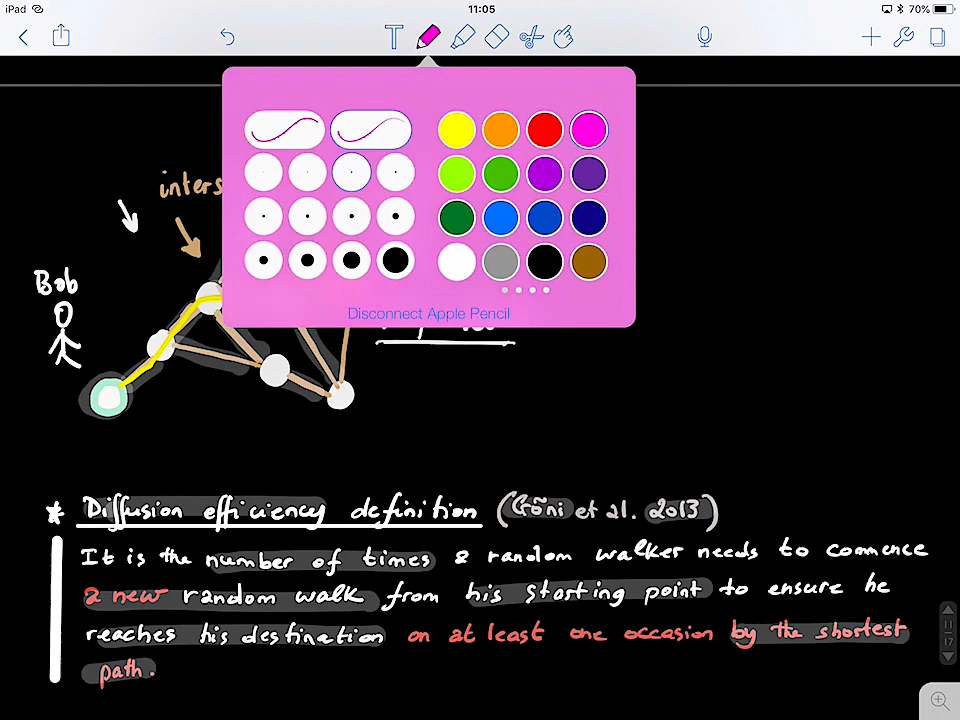 iPad 11:05 70%
T
inters
Bob
Disconnect Apple Pencil
* Diffusion efficiency definition (Goñi et al. 2013)
It is the number of times a random walker needs to commence
a new random walk from his starting point to ensure he
reaches his destination on at least one occasion by the shortest
path.
11
17